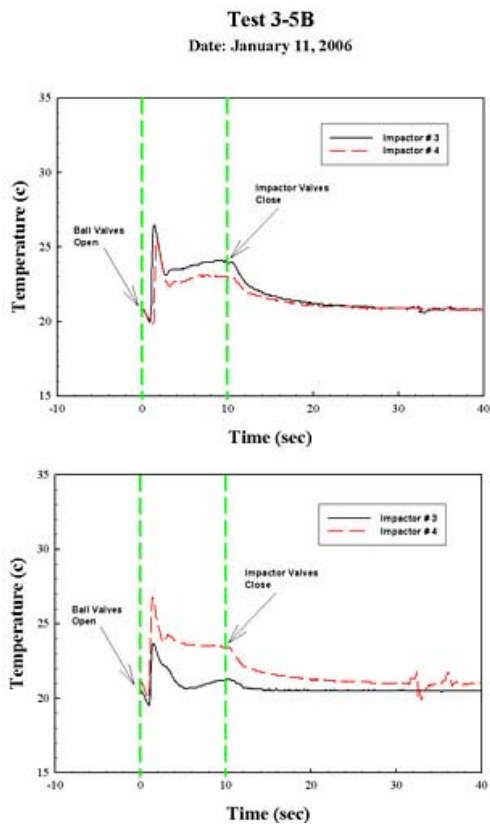 Test 3-5B
Date: January 11, 2006
35
Impactor # 3
Impactor # 4
30
Impactor Valves
Close
Ball Valves
Open
25
20
15
Temperature (c)
-10
0
10
20
30
40
Time (sec)
35
Impactor # 3
Impactor # 4
30
Impactor Valves
Close
Ball Valves
Open
25
20
15
Temperature (c)
-10
0
10
20
30
40
Time (sec)